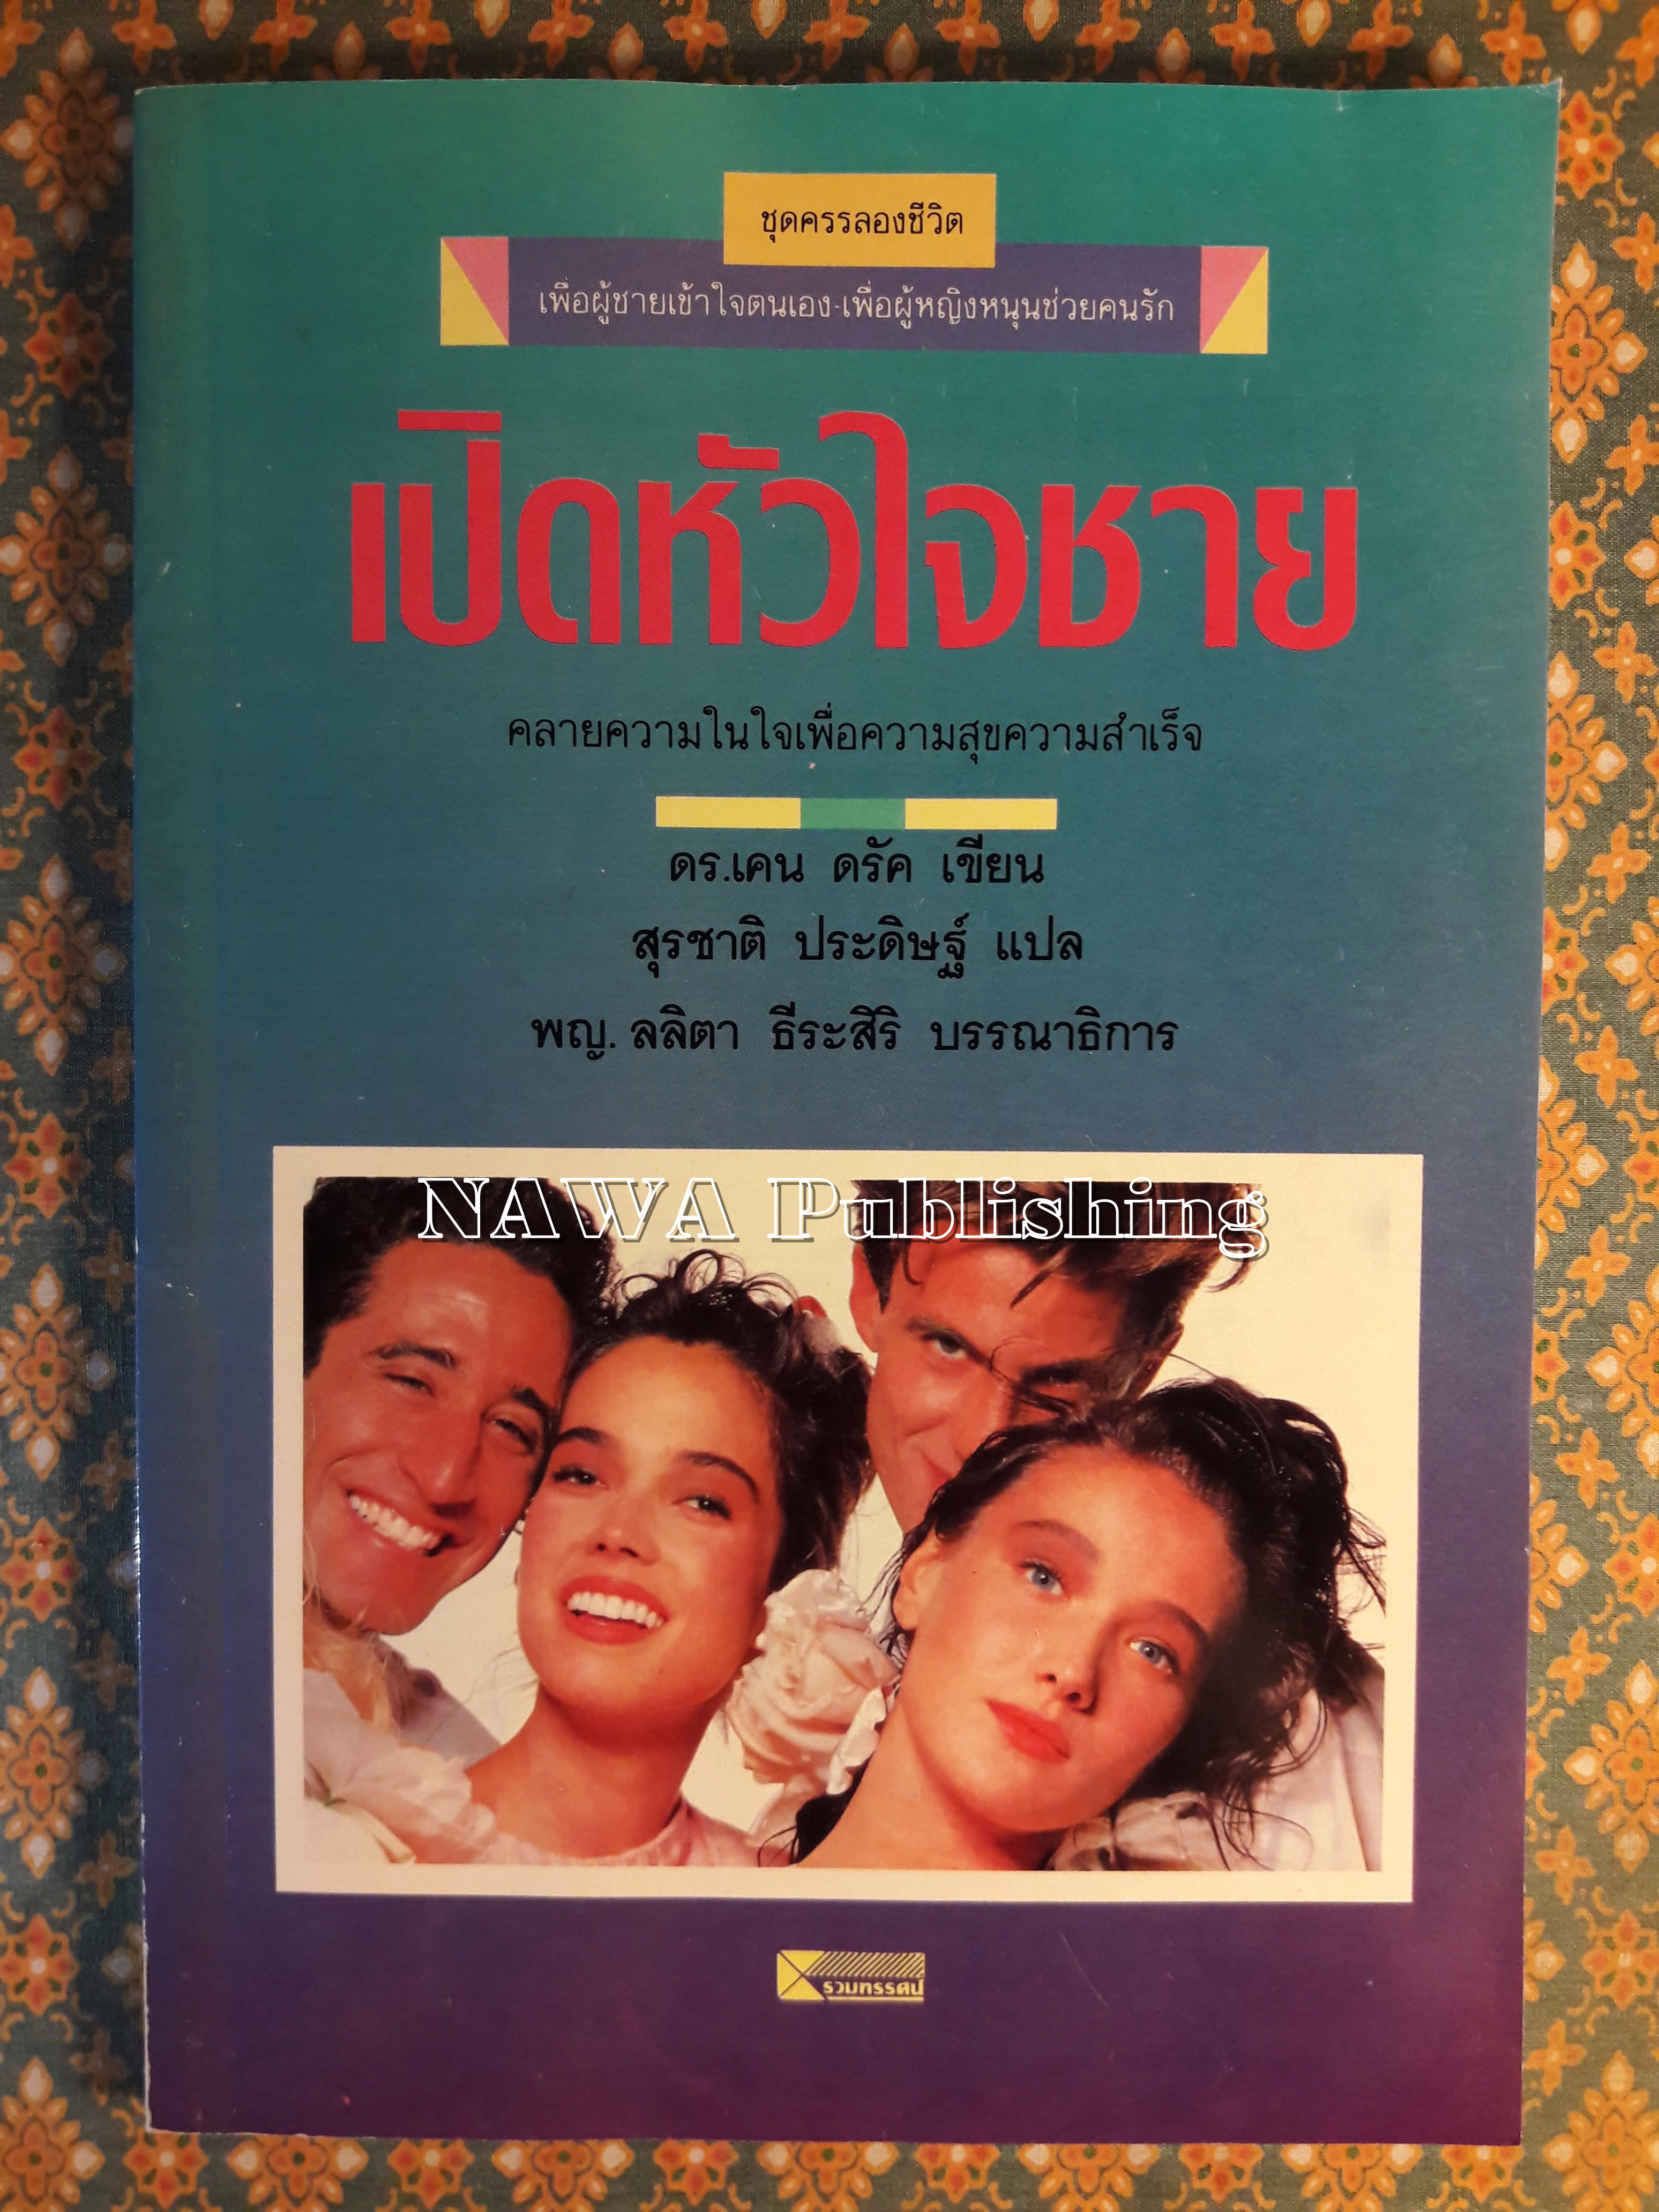 ชุดครรลองชีวิต
เพื่อผู้ชายเข้าใจตนเอง-เพื่อผู้หญิงหนุนช่วยคนรัก
เปิดหัวใจชาย
คลายความในใจเพื่อความสุขความสำเร็จ
ดร.เคน ดรัค เขียน
สุรชาติ ประดิษฐ์ แปล
พญ. ลลิตา ธีระสิริ บรรณาธิการ
NAWA Publishing
รวมทรรศน์